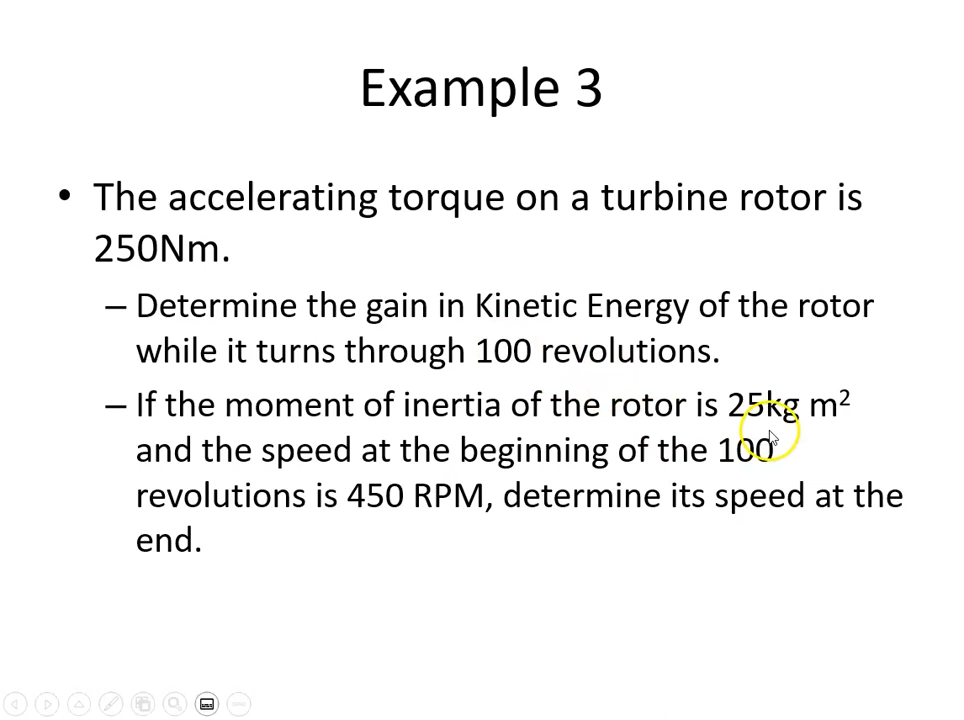 Example 3
• The accelerating torque on a turbine rotor is
250Nm.
– Determine the gain in Kinetic Energy of the rotor
while it turns through 100 revolutions.
– If the moment of inertia of the rotor is 25kg m²
and the speed at the beginning of the 100
revolutions is 450 RPM, determine its speed at the
end.